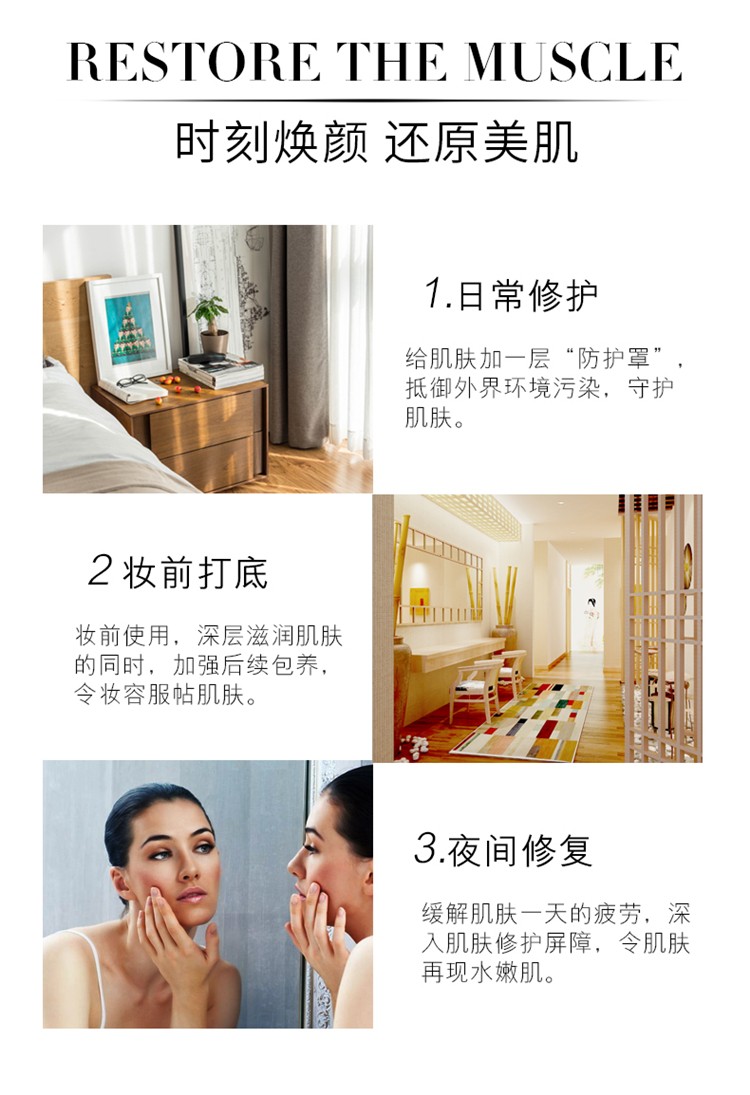 RESTORE THE MUSCLE
时刻焕颜 还原美肌
1.日常修护
给肌肤加一层“防护罩”，
抵御外界环境污染，守护
肌肤。
2 妆前打底
妆前使用，深层滋润肌肤
的同时，加强后续包养，
令妆容服帖肌肤。
3.夜间修复
缓解肌肤一天的疲劳，深
入肌肤修护屏障，令肌肤
再现水嫩肌。